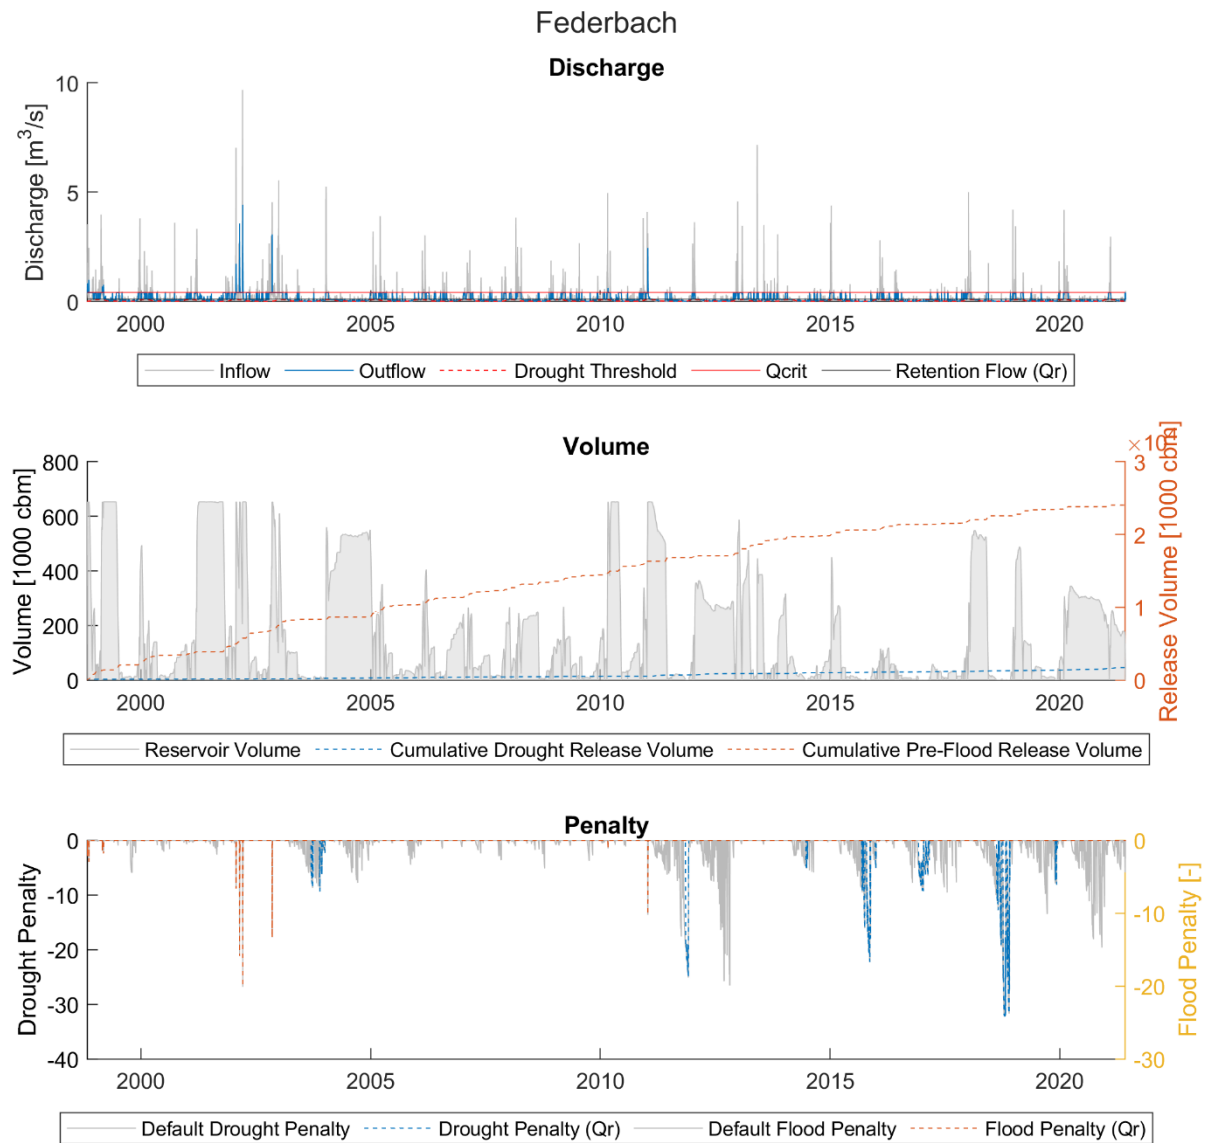 Federbach
Discharge
Discharge [m³/s]
10
5
0
2000 2005 2010 2015 2020
Inflow Outflow Drought Threshold Qcrit Retention Flow (Qr)
Volume
Volume [1000 cbm]
800
600
400
200
0
×10
3
2
1
0
Release Volume [1000 cbm]
2000 2005 2010 2015 2020
Reservoir Volume Cumulative Drought Release Volume Cumulative Pre-Flood Release Volume
Penalty
Drought Penalty
0
-10
-20
-30
-40
0
-10
-20
-30
Flood Penalty [-]
2000 2005 2010 2015 2020
Default Drought Penalty Drought Penalty (Qr) Default Flood Penalty Flood Penalty (Qr)